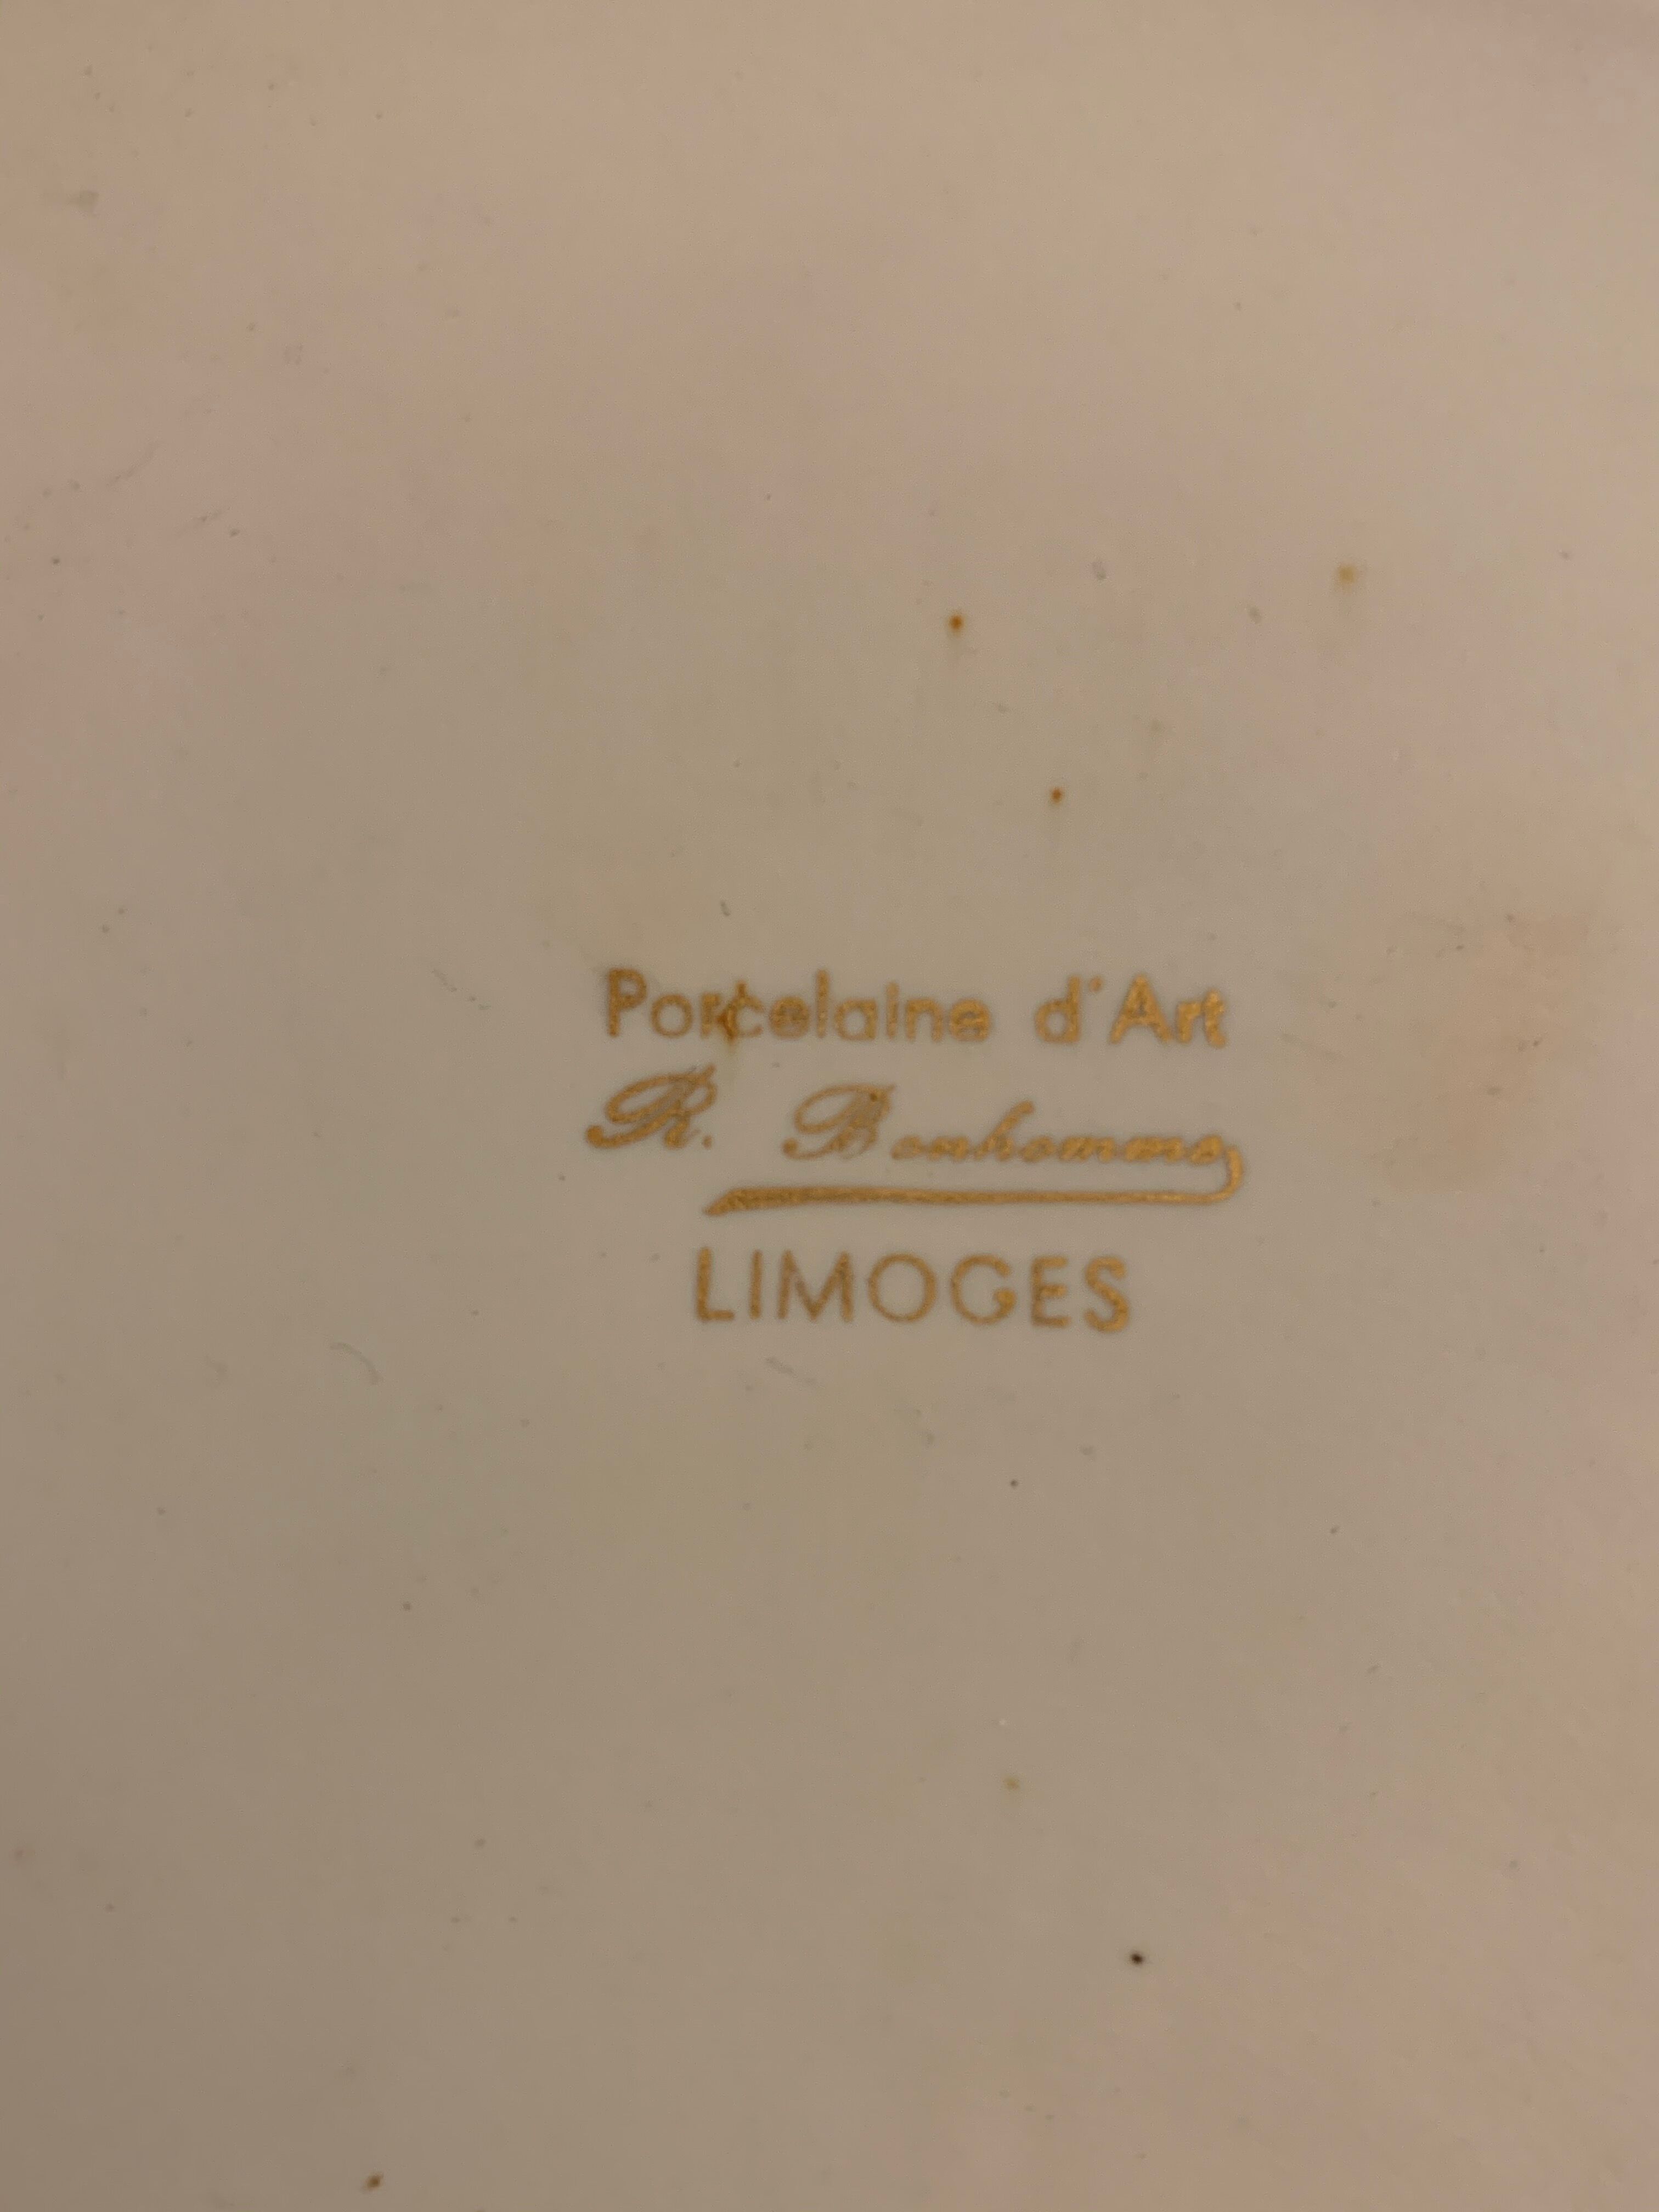 Porcelaine d'Art
R. Bonhomme
LIMOGES